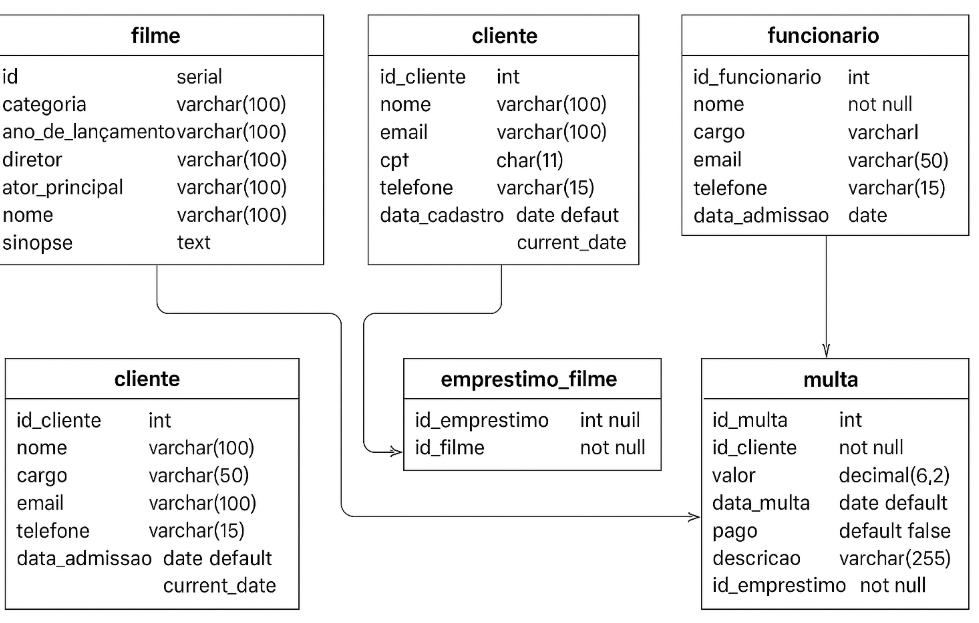 filme
id serial
categoria varchar(100)
ano_de_lançamento varchar(100)
diretor varchar(100)
ator_principal varchar(100)
nome varchar(100)
sinopse text
cliente
id_cliente int
nome varchar(100)
email varchar(100)
cpt char(11)
telefone varchar(15)
data_cadastro date defaut
current_date
funcionario
id_funcionario int
nome not null
cargo varcharl
email varchar(50)
telefone varchar(15)
data_admissao date
cliente
id_cliente int
nome varchar(100)
cargo varchar(50)
email varchar(100)
telefone varchar(15)
data_admissao date default
current_date
emprestimo_filme
id_emprestimo int nuil
id_filme not null
multa
id_multa int
id_cliente not null
valor decimal(6,2)
data_multa date default
pago default false
descricao varchar(255)
id_emprestimo not null